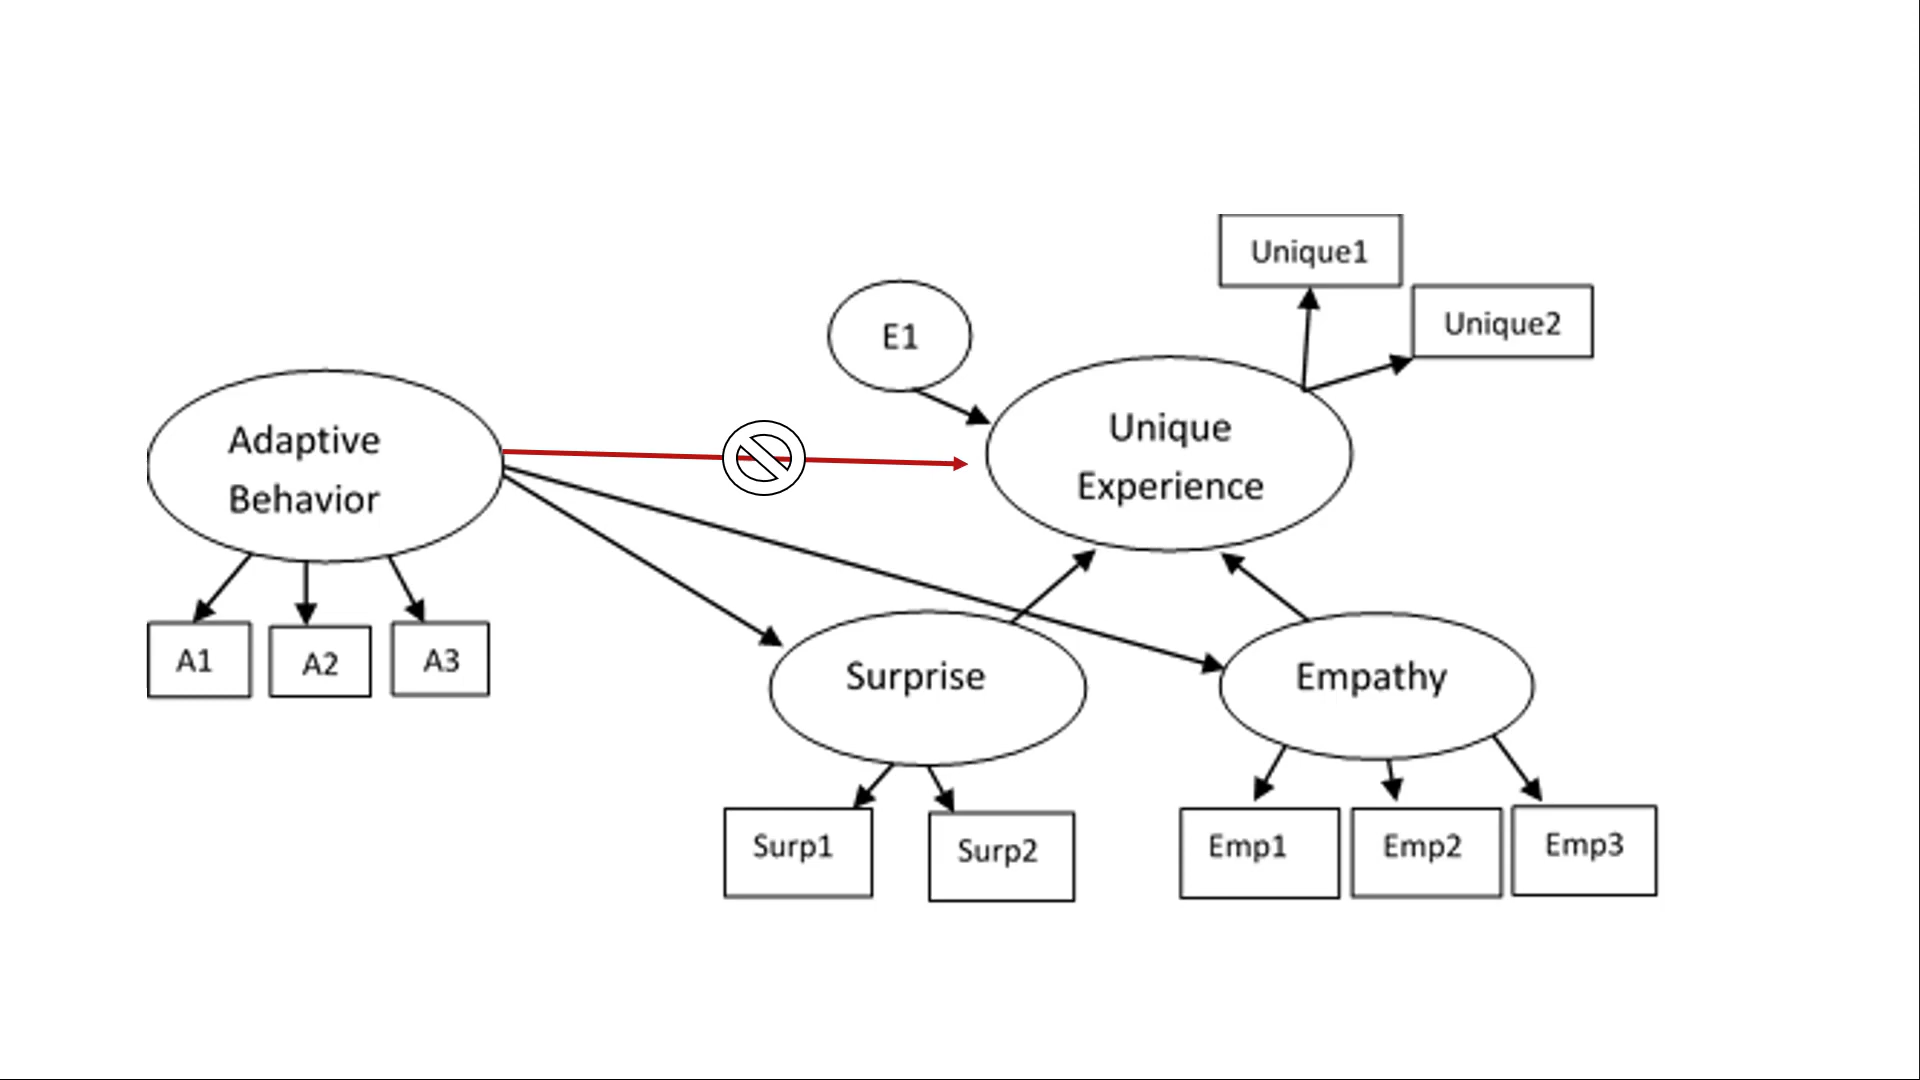 Unique1
Unique2
E1
Adaptive
Behavior
Unique
Experience
A1
A2
A3
Surprise
Empathy
Surp1
Surp2
Emp1
Emp2
Emp3